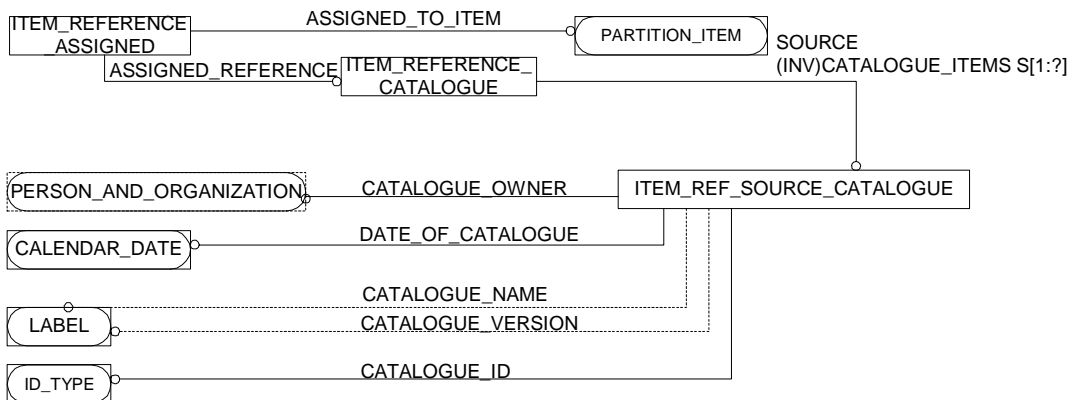 ITEM_REFERENCE
_ASSIGNED
ASSIGNED_TO_ITEM
PARTITION_ITEM
SOURCE
(INV)CATALOGUE_ITEMS S[1:?]
ASSIGNED_REFERENCE
ITEM_REFERENCE_
CATALOGUE
PERSON_AND_ORGANIZATION
CATALOGUE_OWNER
ITEM_REF_SOURCE_CATALOGUE
CALENDAR_DATE
DATE_OF_CATALOGUE
CATALOGUE_NAME
LABEL
CATALOGUE_VERSION
ID_TYPE
CATALOGUE_ID